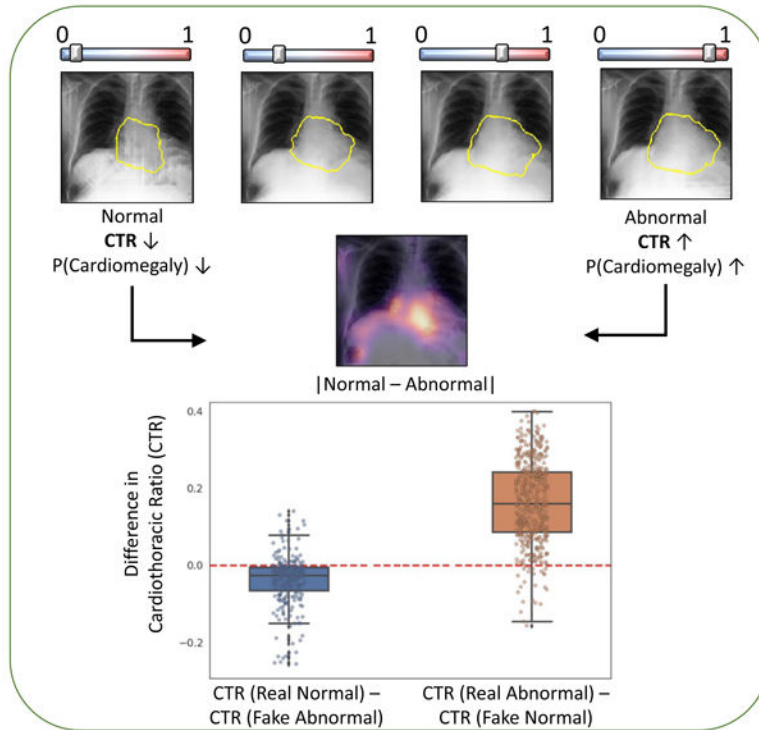 0 1 0 1 0 1 0 1
Normal
CTR ↓
P(Cardiomegaly) ↓
Abnormal
CTR ↑
P(Cardiomegaly) ↑
|Normal – Abnormal|
Difference in
Cardiothoracic Ratio (CTR)
0.4
0.2
0.0
−0.2
CTR (Real Normal) –
CTR (Fake Abnormal)
CTR (Real Abnormal) –
CTR (Fake Normal)